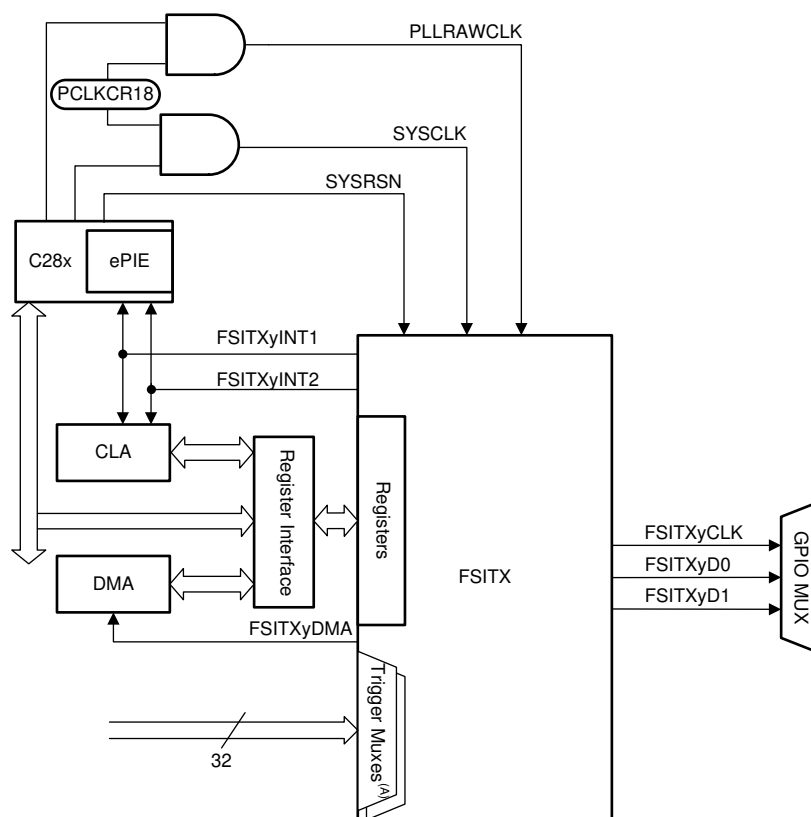 PLLRAWCLK
PCLKCR18
SYSCLK
SYSRSN
C28x
ePIE
FSITXyINT1
FSITXyINT2
CLA
Register Interface
Registers
FSITX
FSITXyCLK
FSITXyD0
FSITXyD1
GPIO MUX
DMA
FSITXyDMA
Trigger Muxes(A)
32